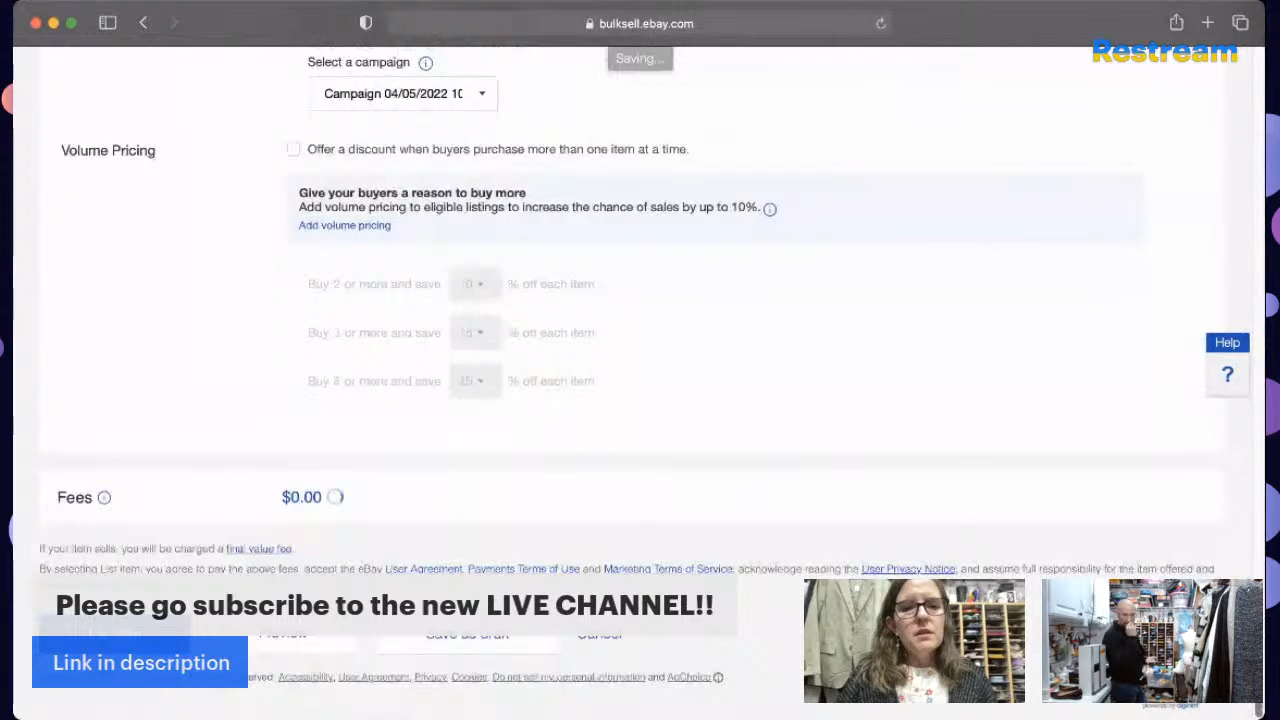 bulksell.ebay.com
Restream
Saving...
Select a campaign
Campaign 04/05/2022 10
Volume Pricing
Offer a discount when buyers purchase more than one item at a time.
Give your buyers a reason to buy more
Add volume pricing to eligible listings to increase the chance of sales by up to 10%.
Add volume pricing
Buy 2 or more and save 10 % off each item
Buy 3 or more and save % off each item
Buy or more and save % off each item
Help
?
Fees $0.00
If your item sells, you will be charged a final value fee.
By selecting List item, you agree to pay the above fees, accept the eBay User Agreement, Payments Terms of Use and Marketing Terms of Service, acknowledge reading the User Privacy Notice, and assume full responsibility for the item offered and
Please go subscribe to the new LIVE CHANNEL!!
Link in description
Accessibility, User Agreement, Privacy, Cookies, Do not sell my personal information and AdChoice
powered by